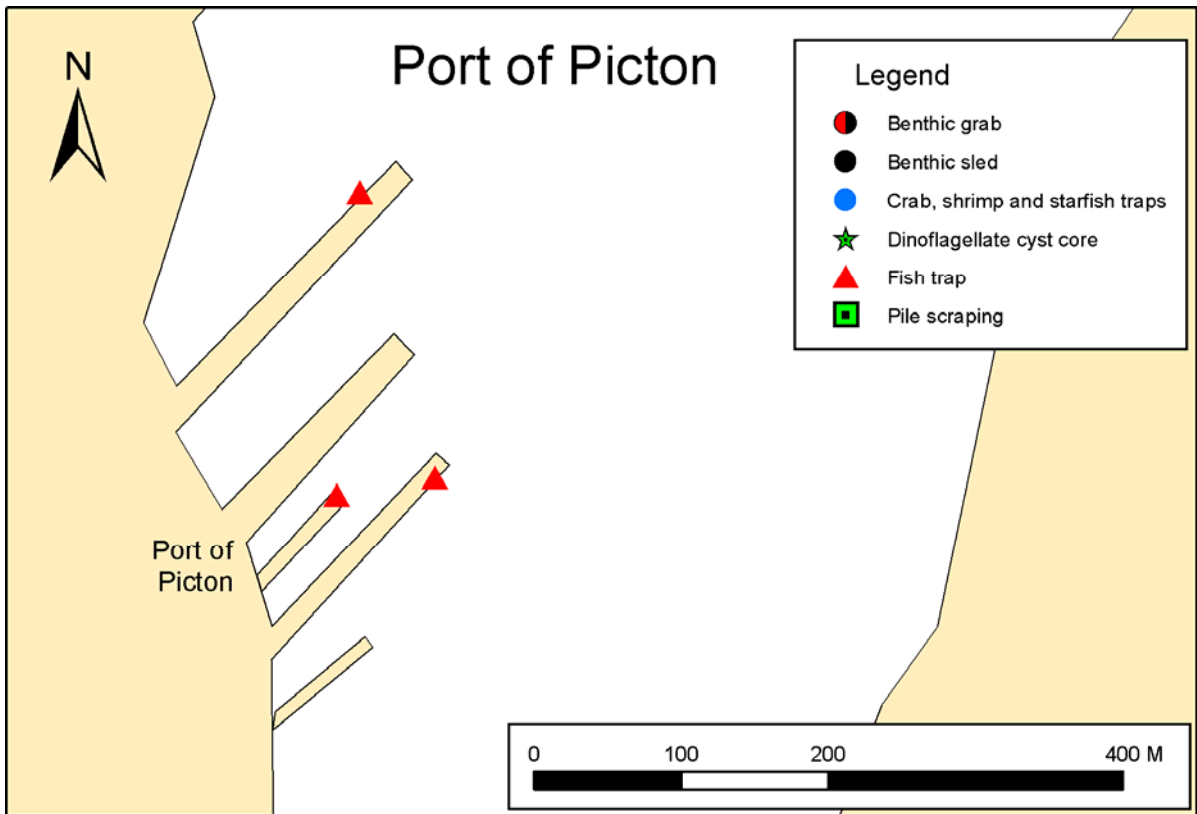 Port of Picton
N
Legend
Benthic grab
Benthic sled
Crab, shrimp and starfish traps
Dinoflagellate cyst core
Fish trap
Pile scraping
Port of
Picton
0 100 200 400 M